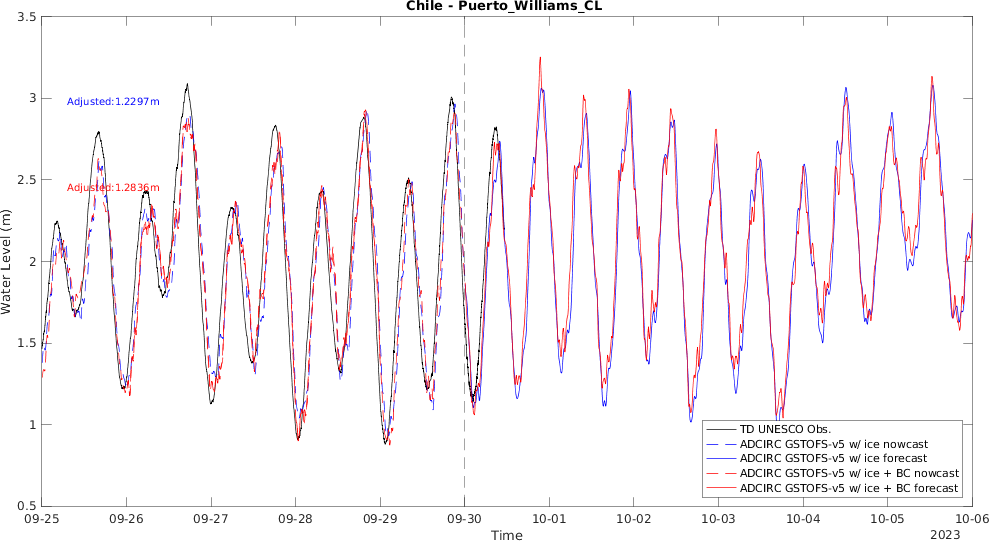 Chile - Puerto_Williams_CL
3.5
3
2.5
2
1.5
1
0.5
Water Level (m)
Adjusted:1.2297m
Adjusted:1.2836m
TD UNESCO Obs.
ADCIRC GSTOFS-v5 w/ ice nowcast
ADCIRC GSTOFS-v5 w/ ice forecast
ADCIRC GSTOFS-v5 w/ ice + BC nowcast
ADCIRC GSTOFS-v5 w/ ice + BC forecast
09-25 09-26 09-27 09-28 09-29 09-30 10-01 10-02 10-03 10-04 10-05 10-06
Time
2023